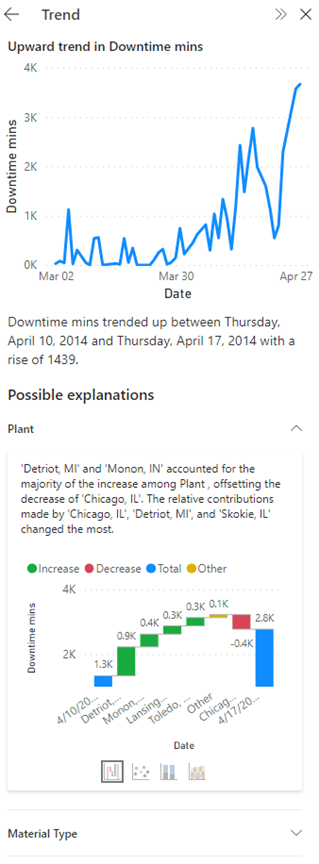 Trend
Upward trend in Downtime mins
4K
3K
2K
1K
0K
Downtime mins
Mar 02
Mar 30
Apr 27
Date
Downtime mins trended up between Thursday,
April 10, 2014 and Thursday, April 17, 2014 with a
rise of 1439.
Possible explanations
Plant
'Detriot, MI' and 'Monon, IN' accounted for the
majority of the increase among Plant , offsetting the
decrease of 'Chicago, IL'. The relative contributions
made by 'Chicago, IL', 'Detriot, MI', and 'Skokie, IL'
changed the most.
Increase Decrease Total Other
4K
2K
Downtime mins
1.3K
0.9K
0.4K
0.3K
0.3K
0.1K
-0.4K
2.8K
4/10/20...
Detriot,...
Monon,...
Lansing...
Toledo, ...
Other
Chicag...
4/17/20...
Date
Material Type